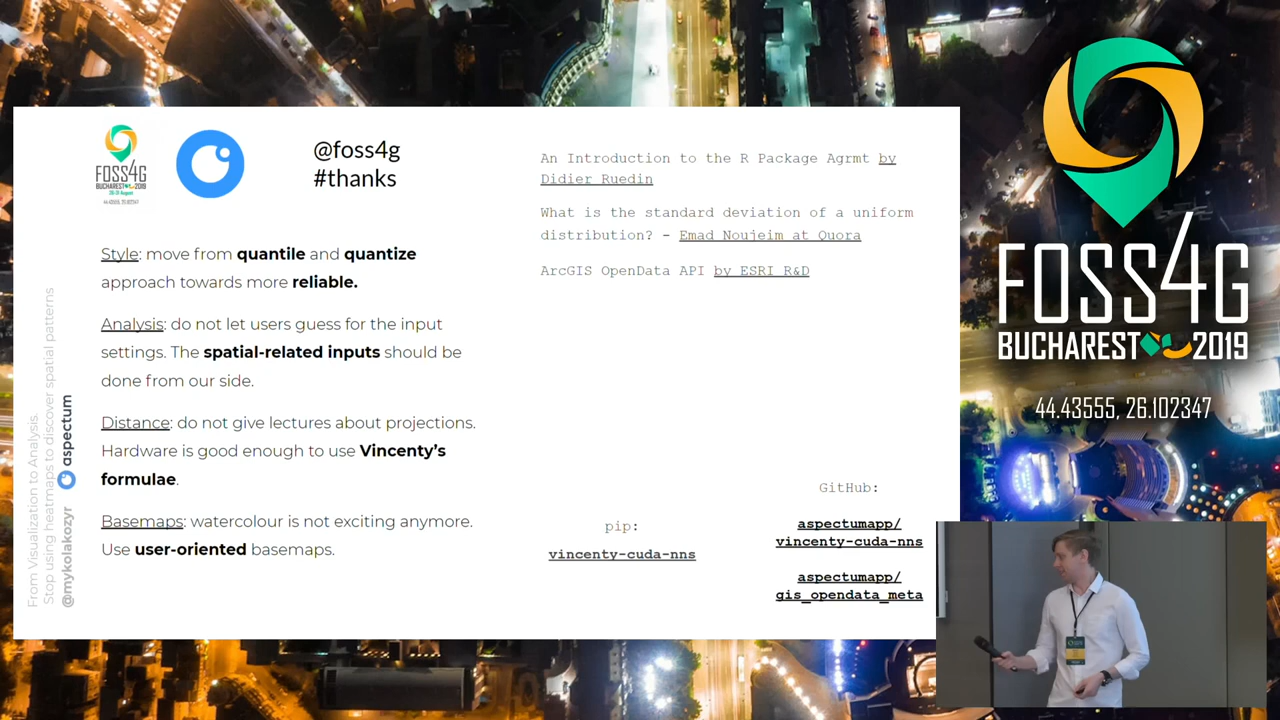 FOSS4G
BUCHAREST 2019
@foss4g
#thanks
Style: move from quantile and quantize
approach towards more reliable.
Analysis: do not let users guess for the input
settings. The spatial-related inputs should be
done from our side.
Distance: do not give lectures about projections.
Hardware is good enough to use Vincenty’s
formulae.
Basemaps: watercolour is not exciting anymore.
Use user-oriented basemaps.
From Visualization to Analysis.
Stop using heatmaps to discover spatial patterns
@mykolakozyr aspectum
An Introduction to the R Package Agrmt by
Didier Ruedin
What is the standard deviation of a uniform
distribution? - Emad Noujeim at Quora
ArcGIS OpenData API by ESRI R&D
pip:
vincenty-cuda-nns
GitHub:
aspectumapp/
vincenty-cuda-nns
aspectumapp/
gis_opendata_meta
FOSS4G
BUCHAREST 2019
44.43555, 26.102347